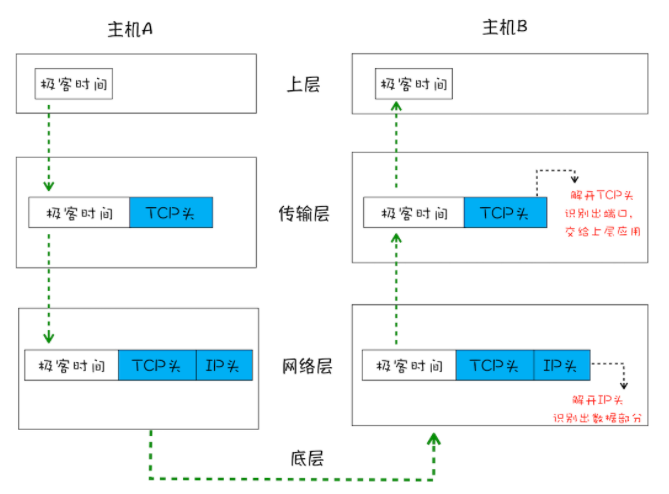 主机A
主机B
极客时间
上层
极客时间
极客时间
TCP头
传输层
极客时间
TCP头
解开TCP头
识别出端口,
交给上层应用
极客时间
TCP头
IP头
网络层
极客时间
TCP头
IP头
解开IP头
识别出数据部分
底层